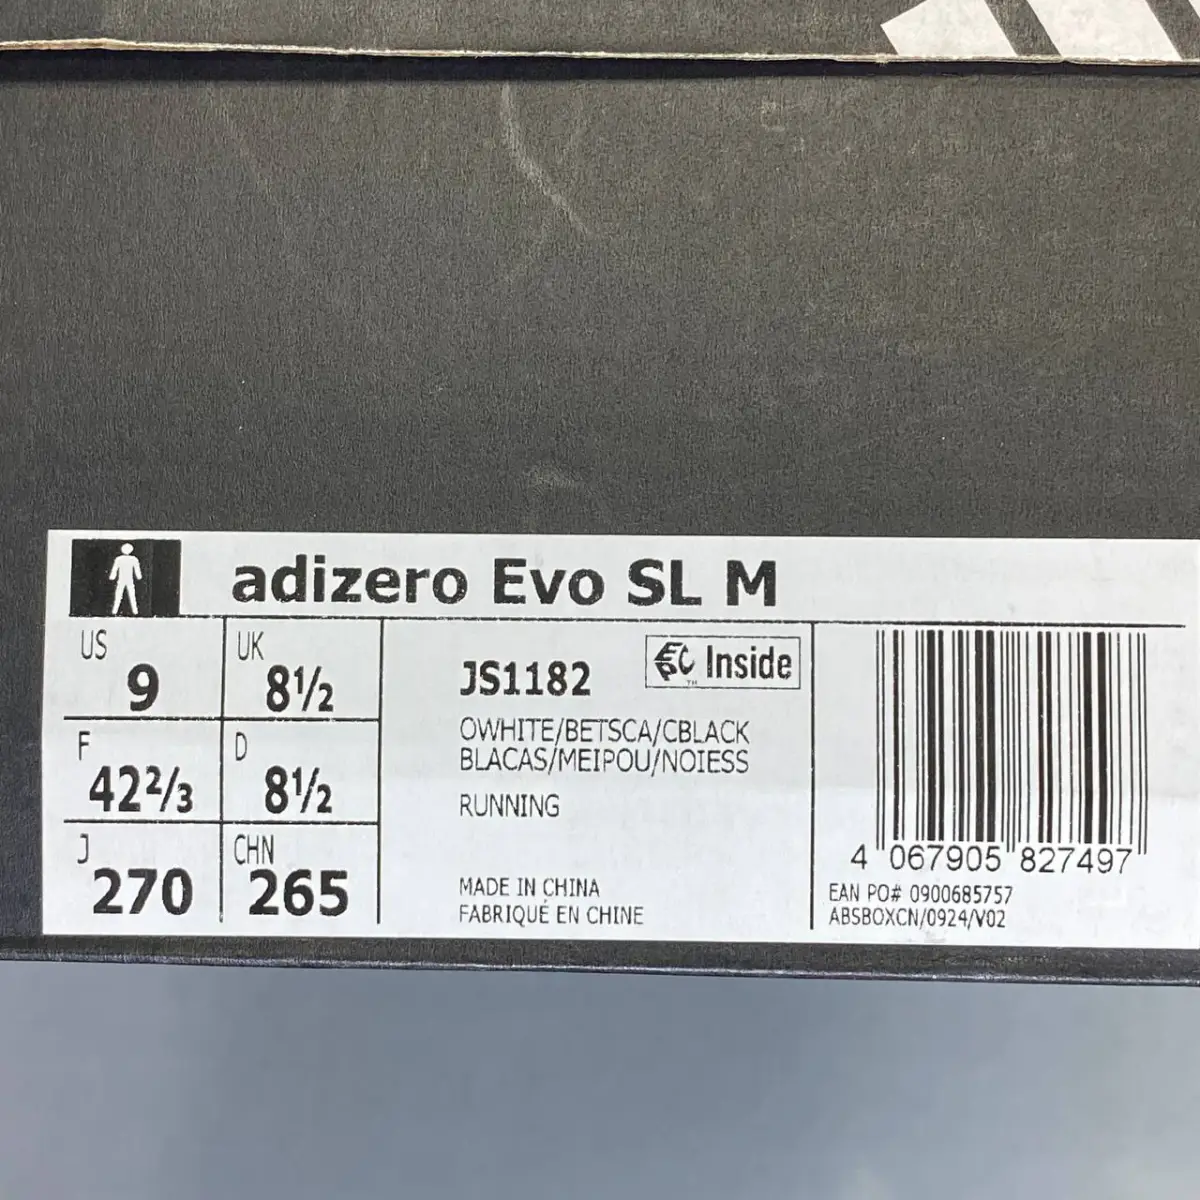 adizero Evo SL M
US
9
UK
8½
F
42⅔
D
8½
J
270
CHN
265
JS1182
EPC Inside
TM
OWHITE/BETSCA/CBLACK
BLACAS/MEIPOU/NOIESS
RUNNING
MADE IN CHINA
FABRIQUÉ EN CHINE
4 067905 827497
EAN PO# 0900685757
ABSBOXCN/0924/V02